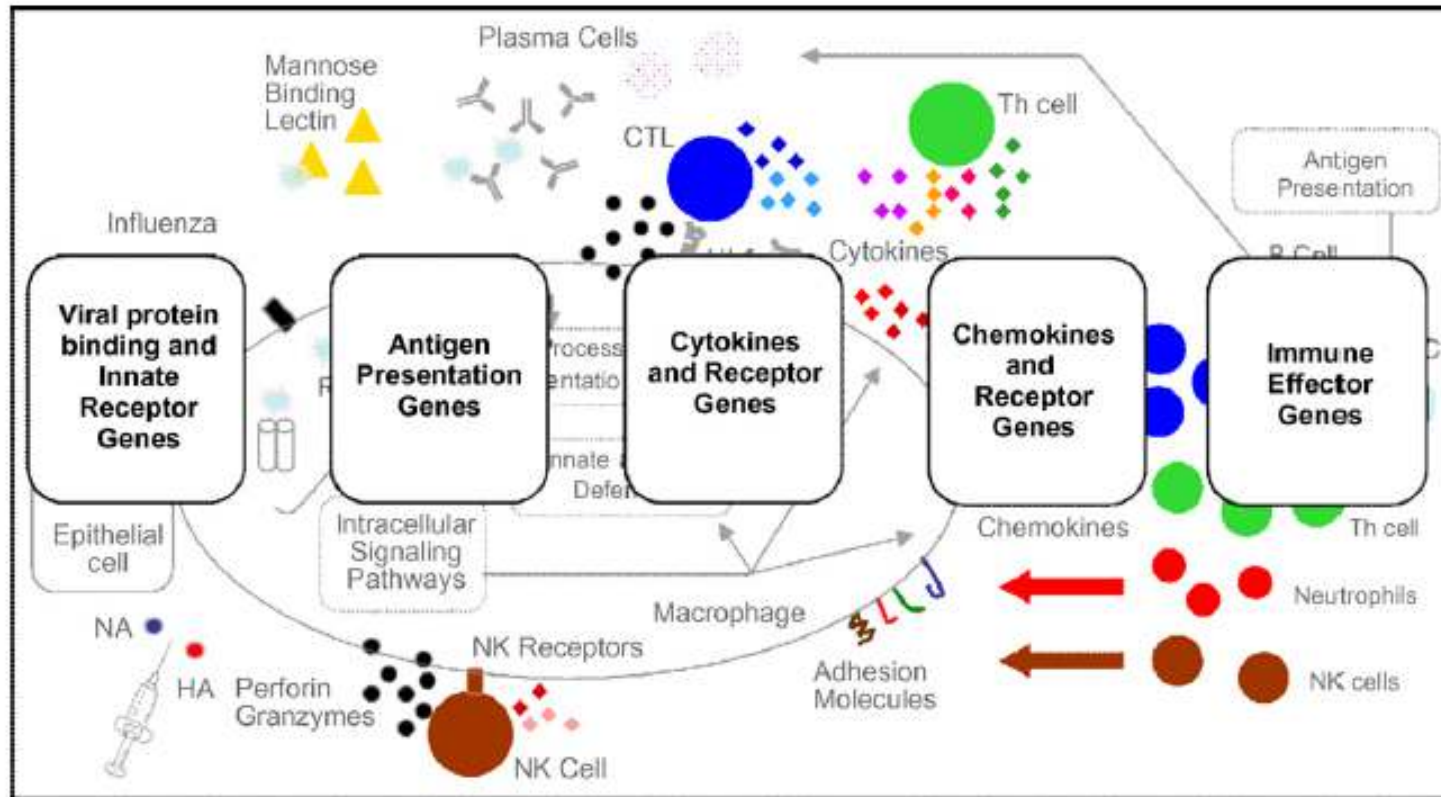 Plasma Cells
Mannose
Binding
Lectin
CTL
Th cell
Antigen
Presentation
Influenza
Cytokines
B Cell
Viral protein
binding and
Innate
Receptor
Genes
Antigen
Presentation
Genes
Cytokines
and Receptor
Genes
Chemokines
and
Receptor
Genes
Immune
Effector
Genes
Epithelial
cell
Intracellular
Signaling
Pathways
Chemokines
Th cell
Neutrophils
Macrophage
NA
HA
NK Receptors
Adhesion
Molecules
NK cells
Perforin
Granzymes
NK Cell